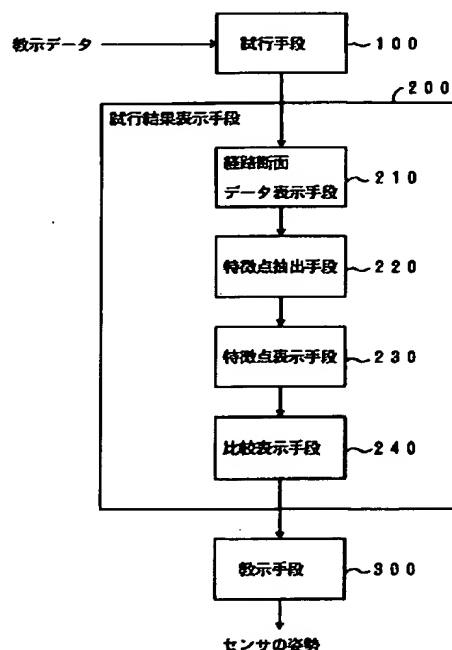 教示データ
試行手段
100
200
試行結果表示手段
経路断面
データ表示手段
210
特徴点抽出手段
220
特徴点表示手段
230
比較表示手段
240
教示手段
300
センサの姿勢